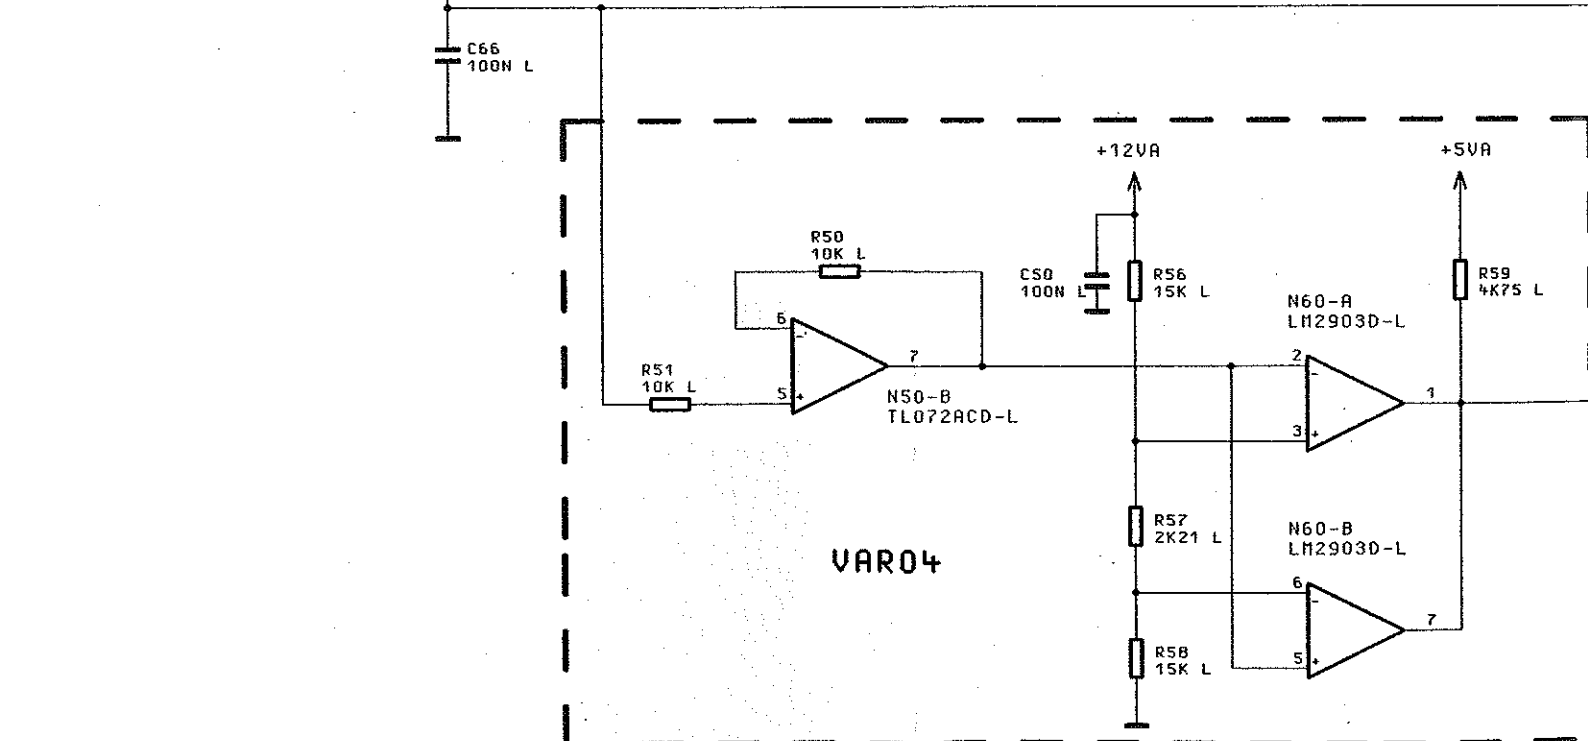 C66
100N L
+12VA
+5VA
R50
10K L
C50
100N L
R56
15K L
R59
4K75 L
N60-A
LM2903D-L
6
-
7
2
-
R51
10K L
5
+
N50-B
TL072ACD-L
1
3
+
R57
2K21 L
N60-B
LM2903D-L
VAR04
6
-
7
R58
15K L
5
+